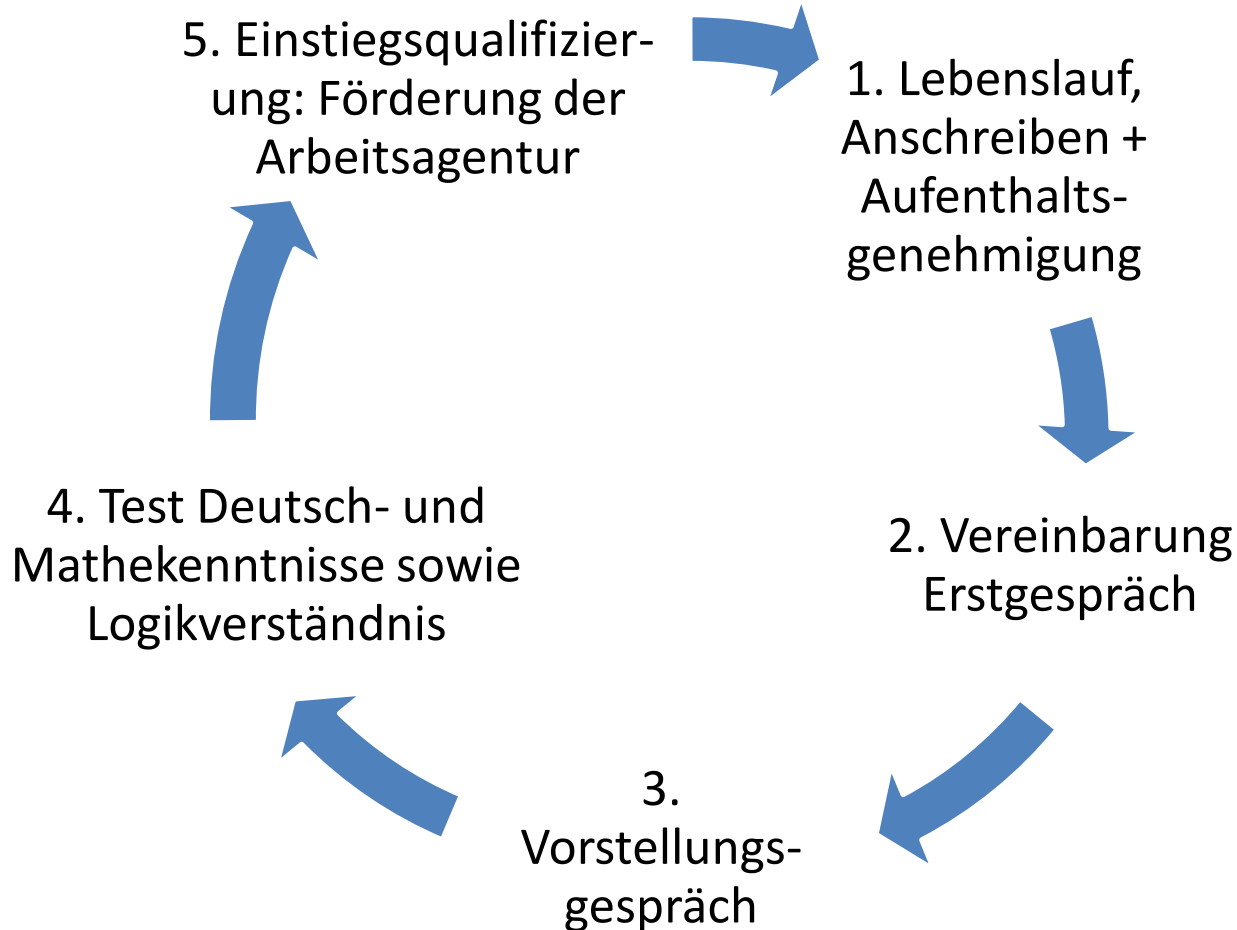 1. Lebenslauf,
Anschreiben +
Aufenthalts-
genehmigung
2. Vereinbarung
Erstgespräch
3.
Vorstellungs-
gespräch
4. Test Deutsch- und
Mathekenntnisse sowie
Logikverständnis
5. Einstiegsqualifizier-
ung: Förderung der
Arbeitsagentur